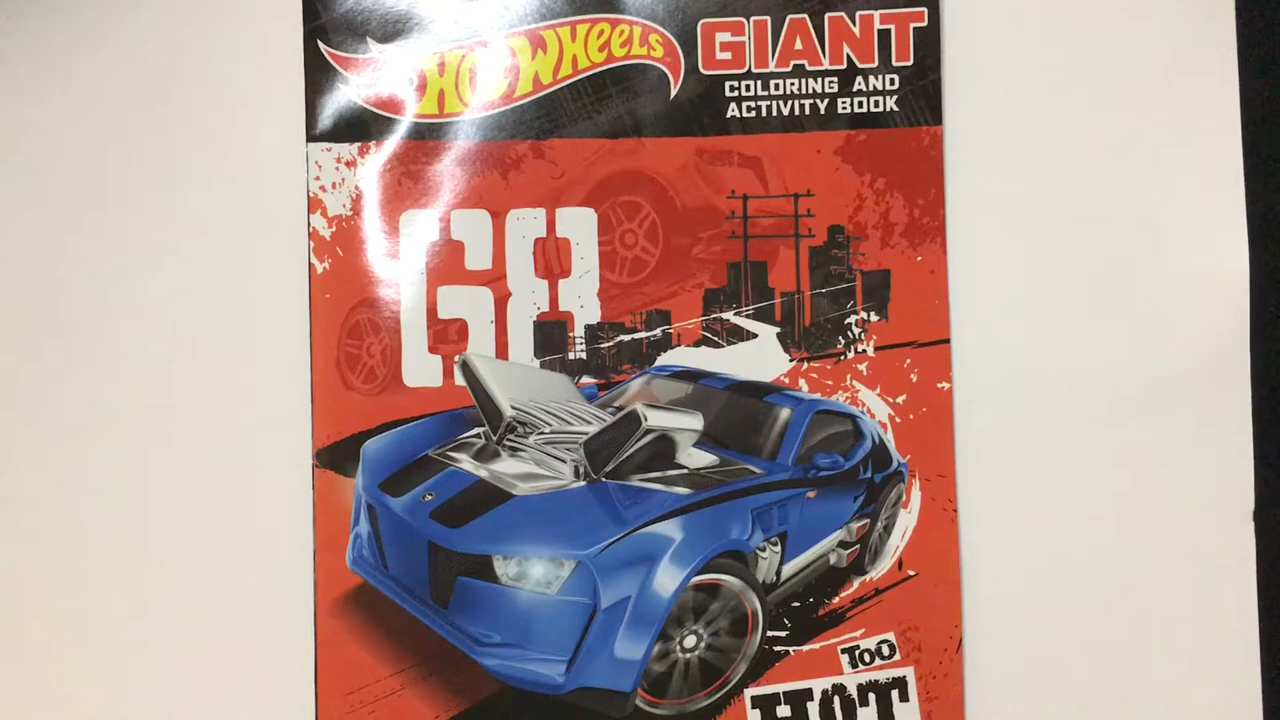 HOT WHEELS
GIANT
COLORING AND
ACTIVITY BOOK
68
TOO
HOT